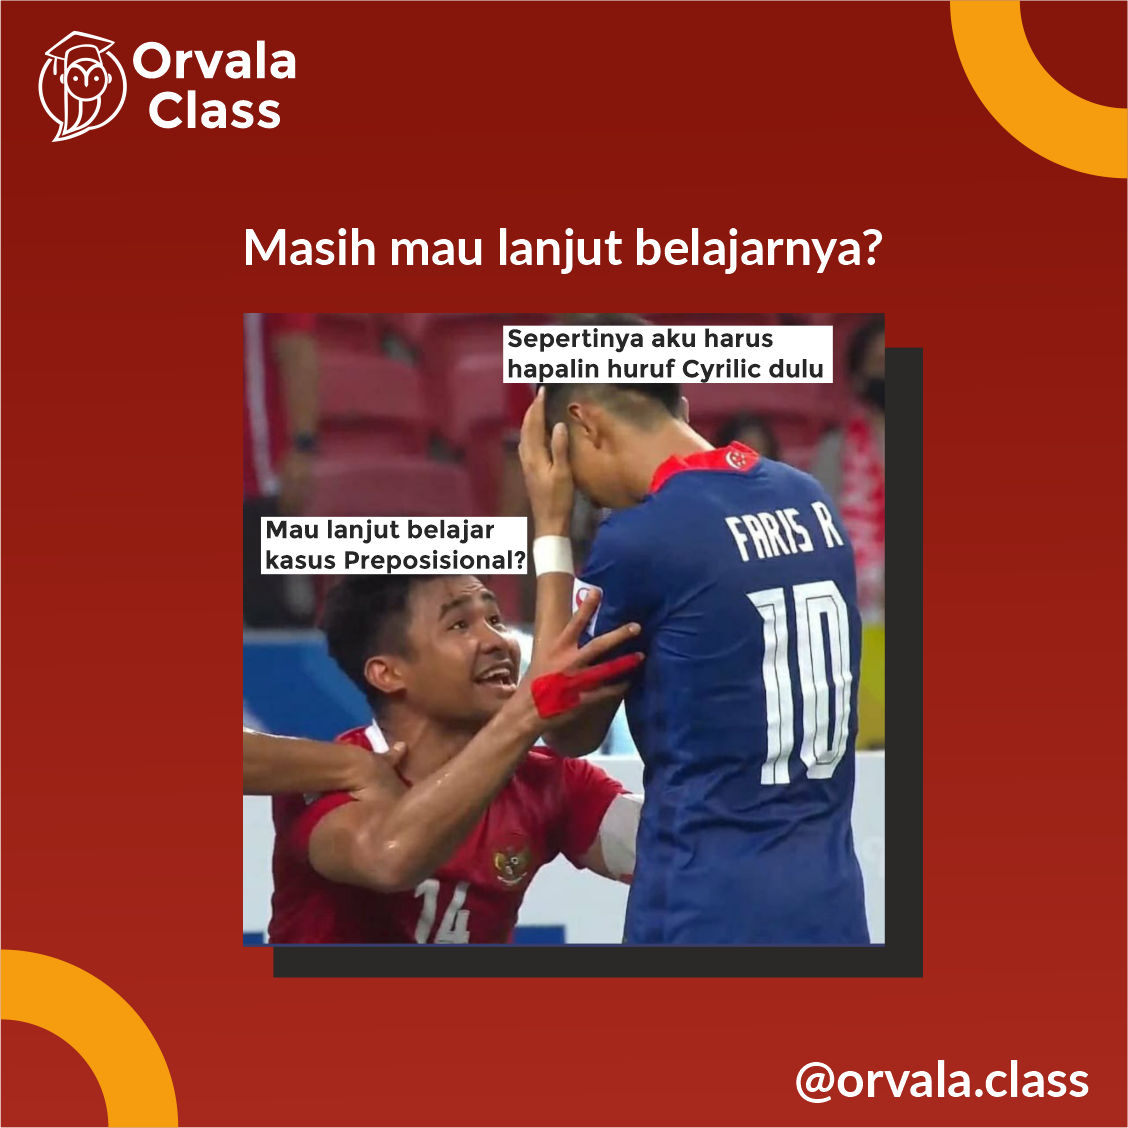 Orvala
Class
Masih mau lanjut belajarnya?
Sepertinya aku harus
hapalin huruf Cyrilic dulu
Mau lanjut belajar
kasus Preposisional?
FARIS R
10
14
@orvala.class